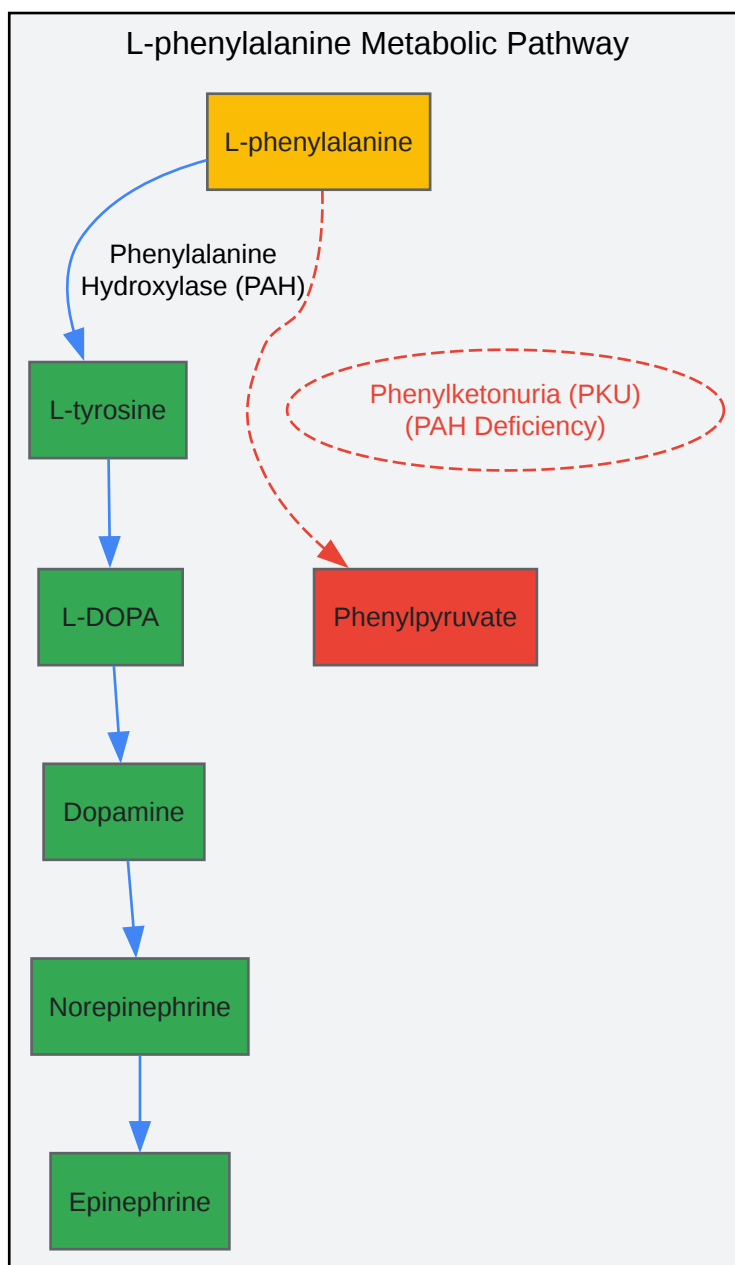 L-phenylalanine Metabolic Pathway
L-phenylalanine
Phenylalanine
Hydroxylase (PAH)
L-tyrosine
Phenylketonuria (PKU)
(PAH Deficiency)
L-DOPA
Phenylpyruvate
Dopamine
Norepinephrine
Epinephrine